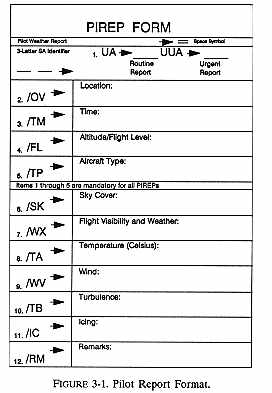 PIREP FORM
Pilot Weather Report = Space Symbol
3-Letter SA Identifier 1. UA UUA
Routine Report Urgent Report
2. /OV Location:
3. /TM Time:
4. /FL Altitude/Flight Level:
5. /TP Aircraft Type:
Items 1 through 5 are mandatory for all PIREPs
6. /SK Sky Cover:
7. /WX Flight Visibility and Weather:
8. /TA Temperature (Celsius):
9. /WV Wind:
10. /TB Turbulence:
11. /IC Icing:
12. /RM Remarks:
FIGURE 3-1. Pilot Report Format.